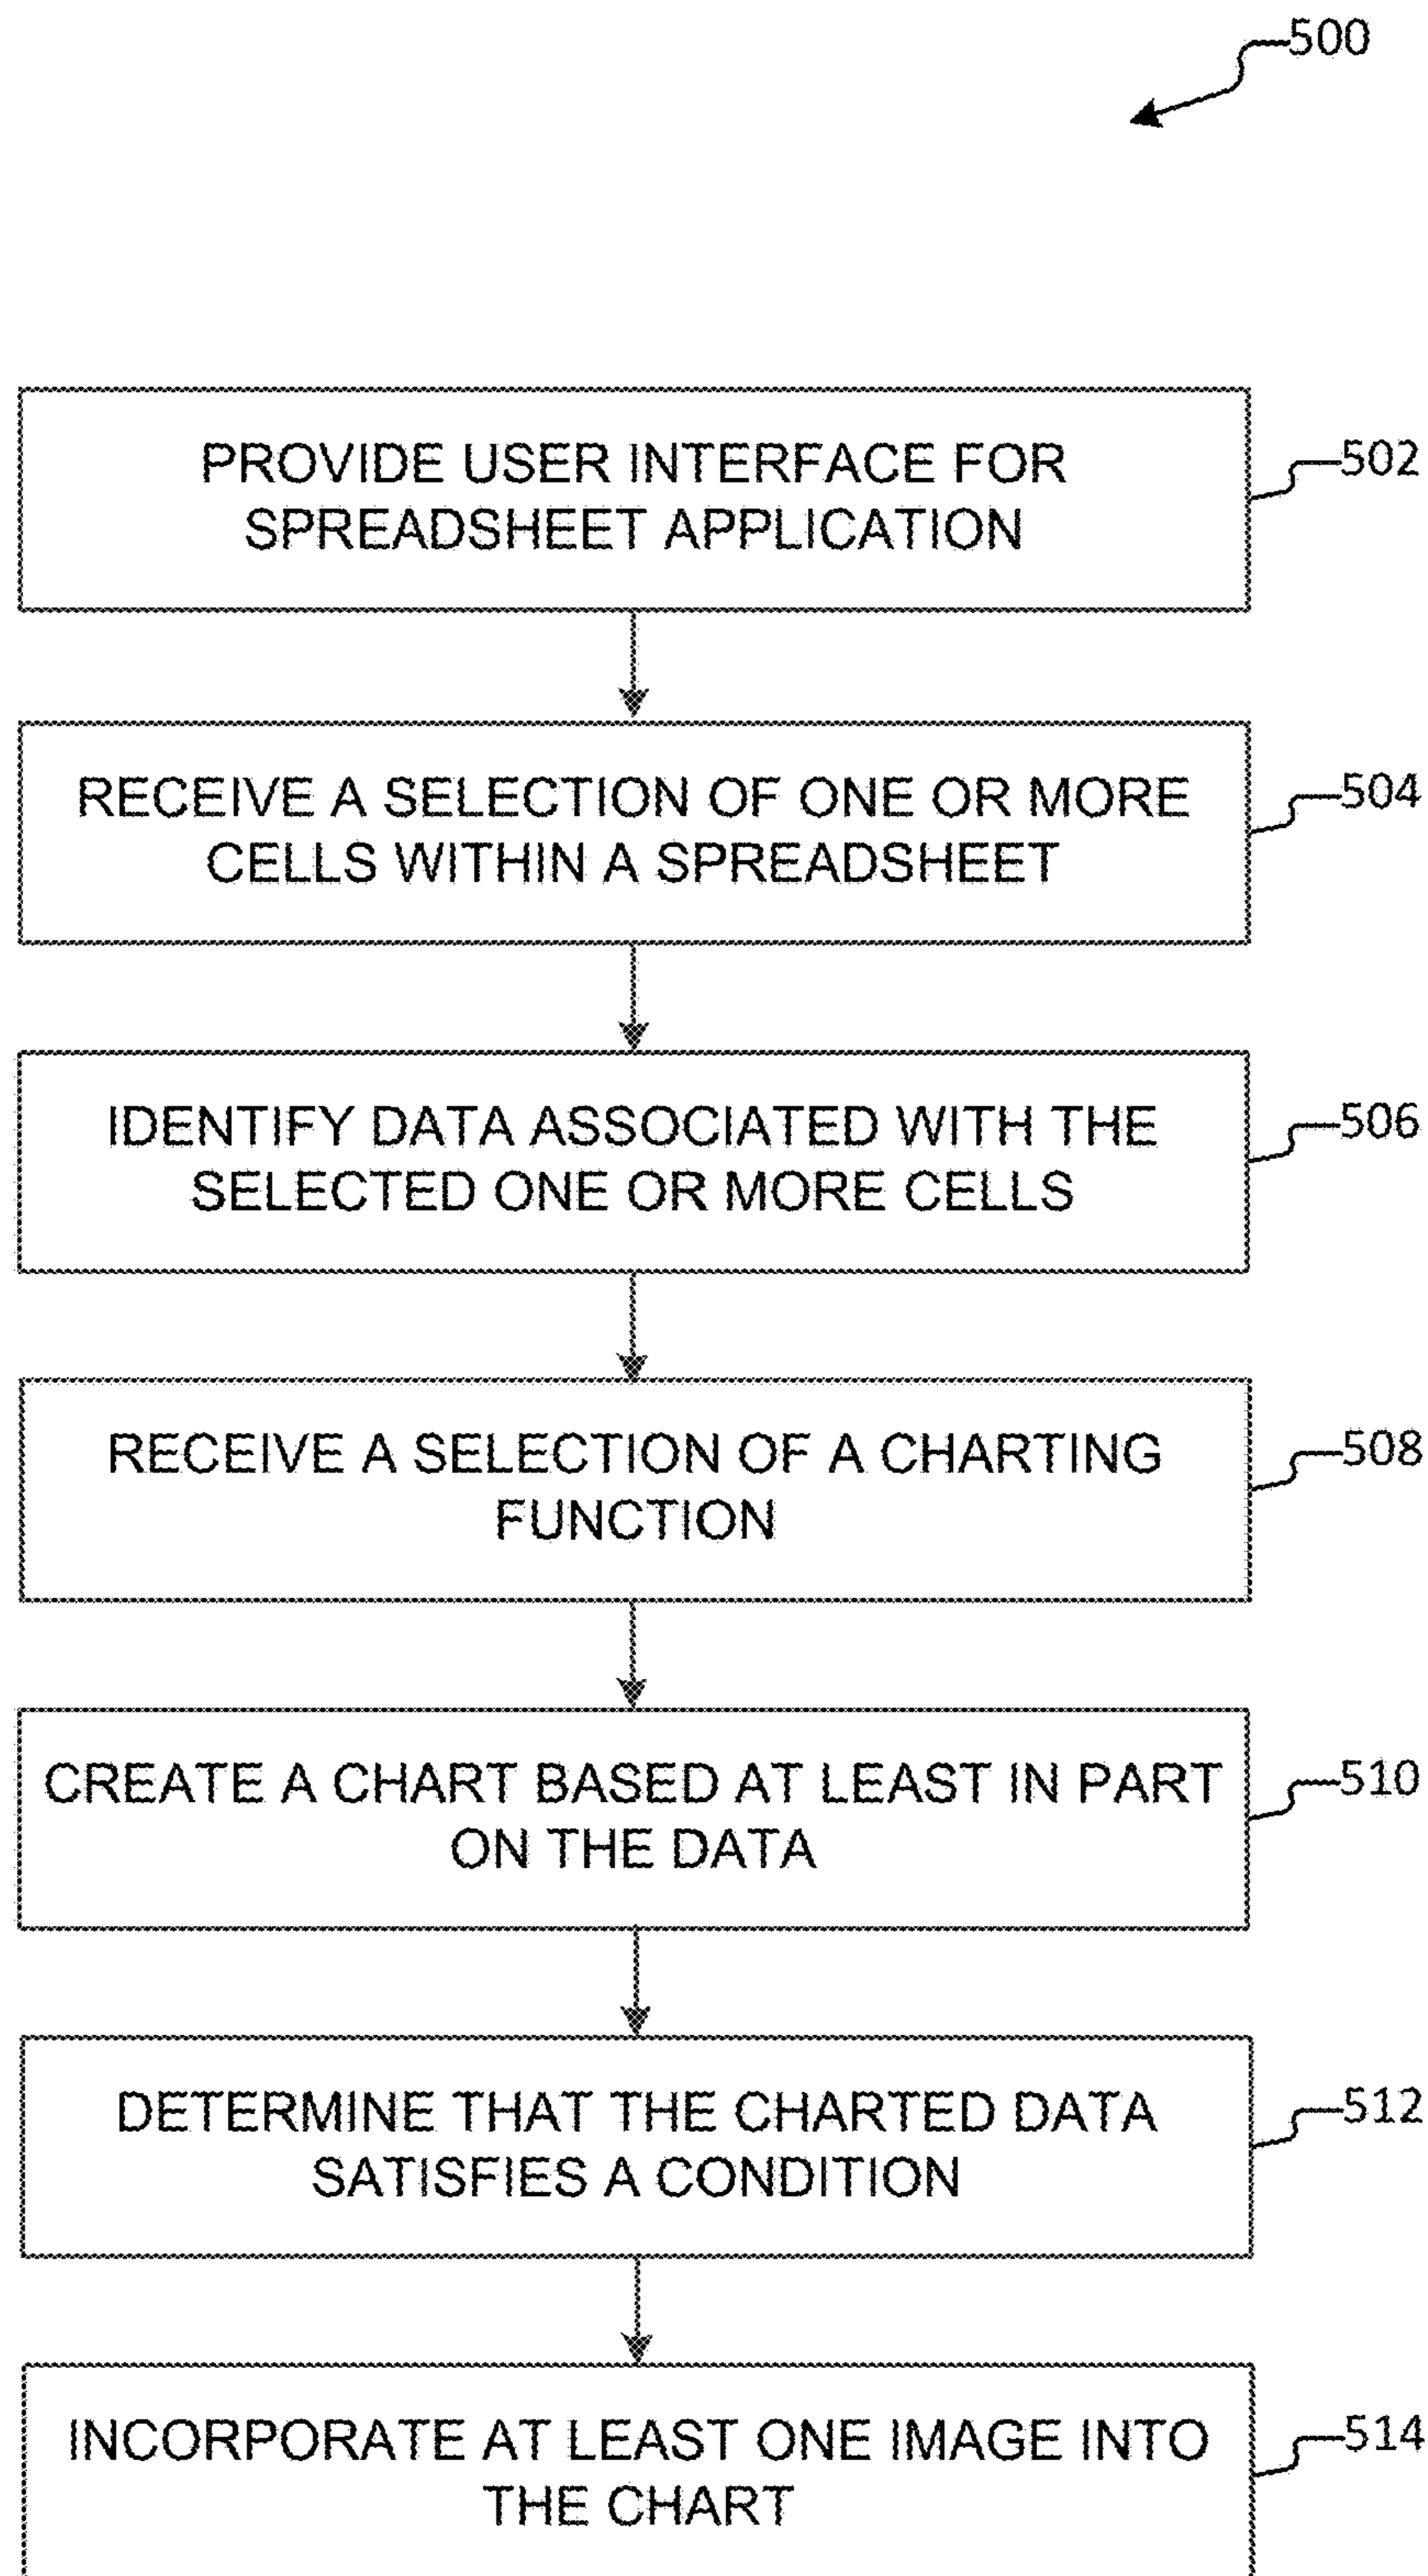 500
PROVIDE USER INTERFACE FOR
SPREADSHEET APPLICATION
502
RECEIVE A SELECTION OF ONE OR MORE
CELLS WITHIN A SPREADSHEET
504
IDENTIFY DATA ASSOCIATED WITH THE
SELECTED ONE OR MORE CELLS
506
RECEIVE A SELECTION OF A CHARTING
FUNCTION
508
CREATE A CHART BASED AT LEAST IN PART
ON THE DATA
510
DETERMINE THAT THE CHARTED DATA
SATISFIES A CONDITION
512
INCORPORATE AT LEAST ONE IMAGE INTO
THE CHART
514